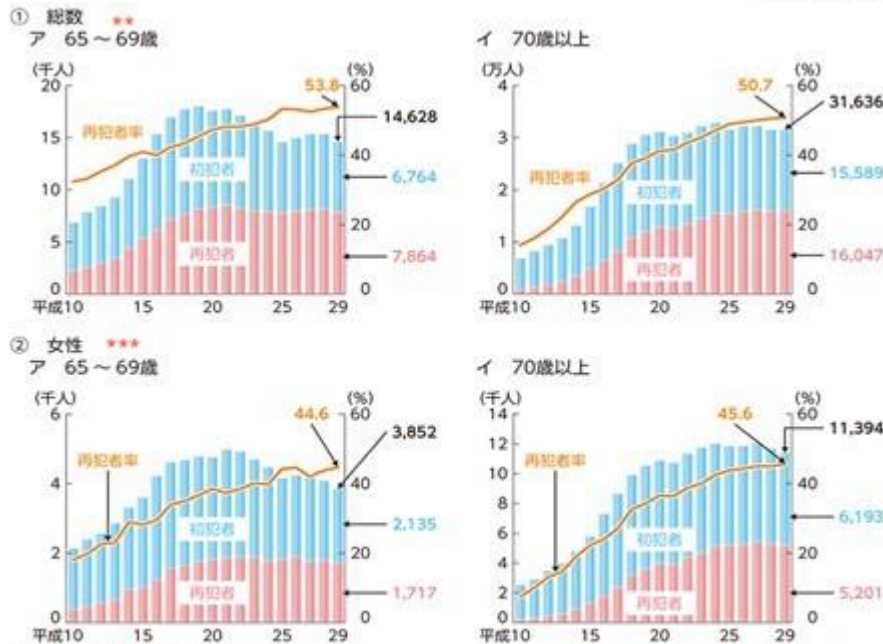 ① 総数 **
ア 65～69歳
(千人)
(%)
20
15
10
5
0
60
40
20
0
再犯者率
初犯者
再犯者
53.8
14,628
6,764
7,864
平成10 15 20 25 29
イ 70歳以上
(万人)
(%)
4
3
2
1
0
60
40
20
0
再犯者率
初犯者
再犯者
50.7
31,636
15,589
16,047
平成10 15 20 25 29
② 女性 ***
ア 65～69歳
(千人)
(%)
6
4
2
0
60
40
20
0
再犯者率
初犯者
再犯者
44.6
3,852
2,135
1,717
平成10 15 20 25 29
イ 70歳以上
(千人)
(%)
14
12
10
8
6
4
2
0
60
40
20
0
再犯者率
初犯者
再犯者
45.6
11,394
6,193
5,201
平成10 15 20 25 29